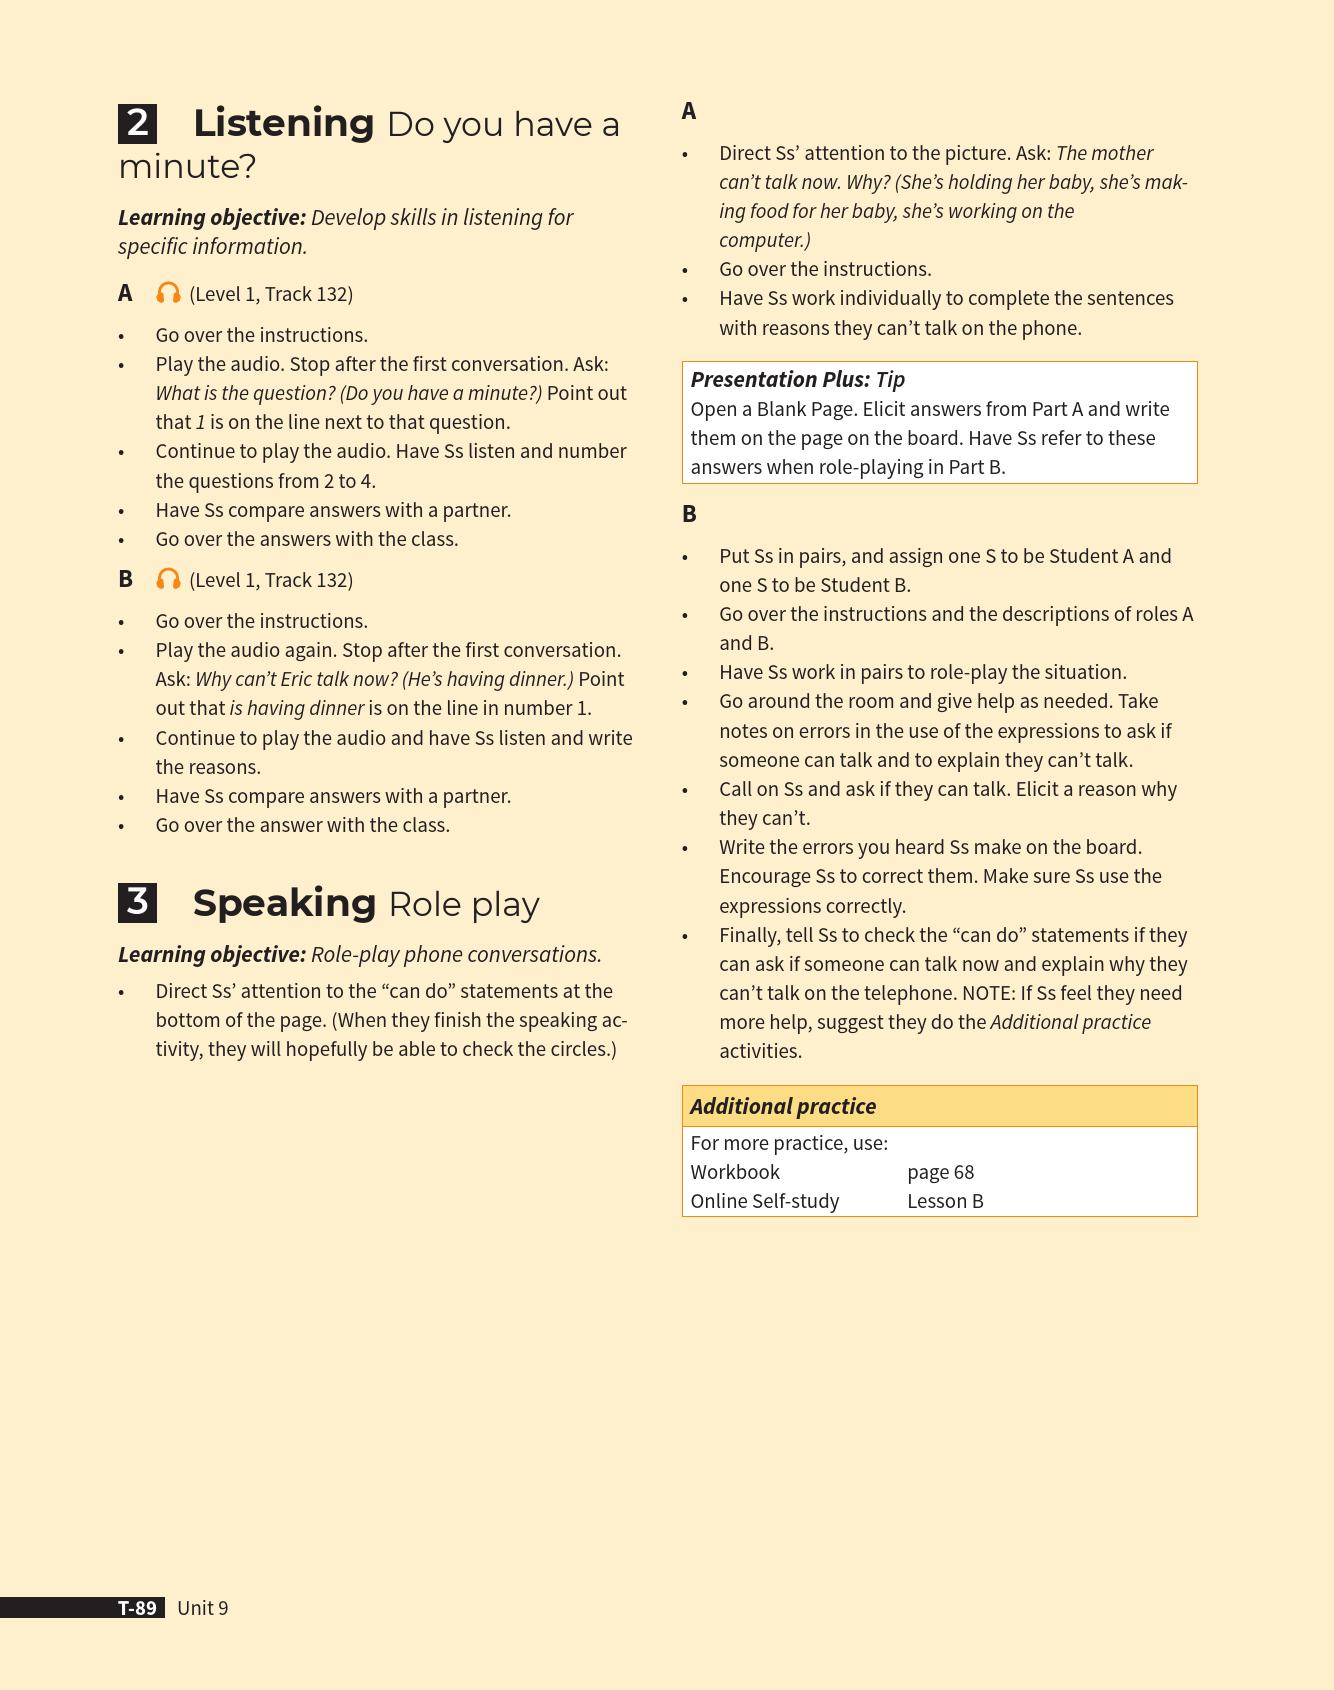 2 Listening Do you have a
minute?
Learning objective: Develop skills in listening for
specific information.
A (Level 1, Track 132)
• Go over the instructions.
• Play the audio. Stop after the first conversation. Ask:
What is the question? (Do you have a minute?) Point out
that 1 is on the line next to that question.
• Continue to play the audio. Have Ss listen and number
the questions from 2 to 4.
• Have Ss compare answers with a partner.
• Go over the answers with the class.
B (Level 1, Track 132)
• Go over the instructions.
• Play the audio again. Stop after the first conversation.
Ask: Why can’t Eric talk now? (He’s having dinner.) Point
out that is having dinner is on the line in number 1.
• Continue to play the audio and have Ss listen and write
the reasons.
• Have Ss compare answers with a partner.
• Go over the answer with the class.
3 Speaking Role play
Learning objective: Role-play phone conversations.
• Direct Ss’ attention to the “can do” statements at the
bottom of the page. (When they finish the speaking ac-
tivity, they will hopefully be able to check the circles.)
A
• Direct Ss’ attention to the picture. Ask: The mother
can’t talk now. Why? (She’s holding her baby, she’s mak-
ing food for her baby, she’s working on the
computer.)
• Go over the instructions.
• Have Ss work individually to complete the sentences
with reasons they can’t talk on the phone.
Presentation Plus: Tip
Open a Blank Page. Elicit answers from Part A and write
them on the page on the board. Have Ss refer to these
answers when role-playing in Part B.
B
• Put Ss in pairs, and assign one S to be Student A and
one S to be Student B.
• Go over the instructions and the descriptions of roles A
and B.
• Have Ss work in pairs to role-play the situation.
• Go around the room and give help as needed. Take
notes on errors in the use of the expressions to ask if
someone can talk and to explain they can’t talk.
• Call on Ss and ask if they can talk. Elicit a reason why
they can’t.
• Write the errors you heard Ss make on the board.
Encourage Ss to correct them. Make sure Ss use the
expressions correctly.
• Finally, tell Ss to check the “can do” statements if they
can ask if someone can talk now and explain why they
can’t talk on the telephone. NOTE: If Ss feel they need
more help, suggest they do the Additional practice
activities.
Additional practice
For more practice, use:
Workbook page 68
Online Self-study Lesson B
T-89 Unit 9